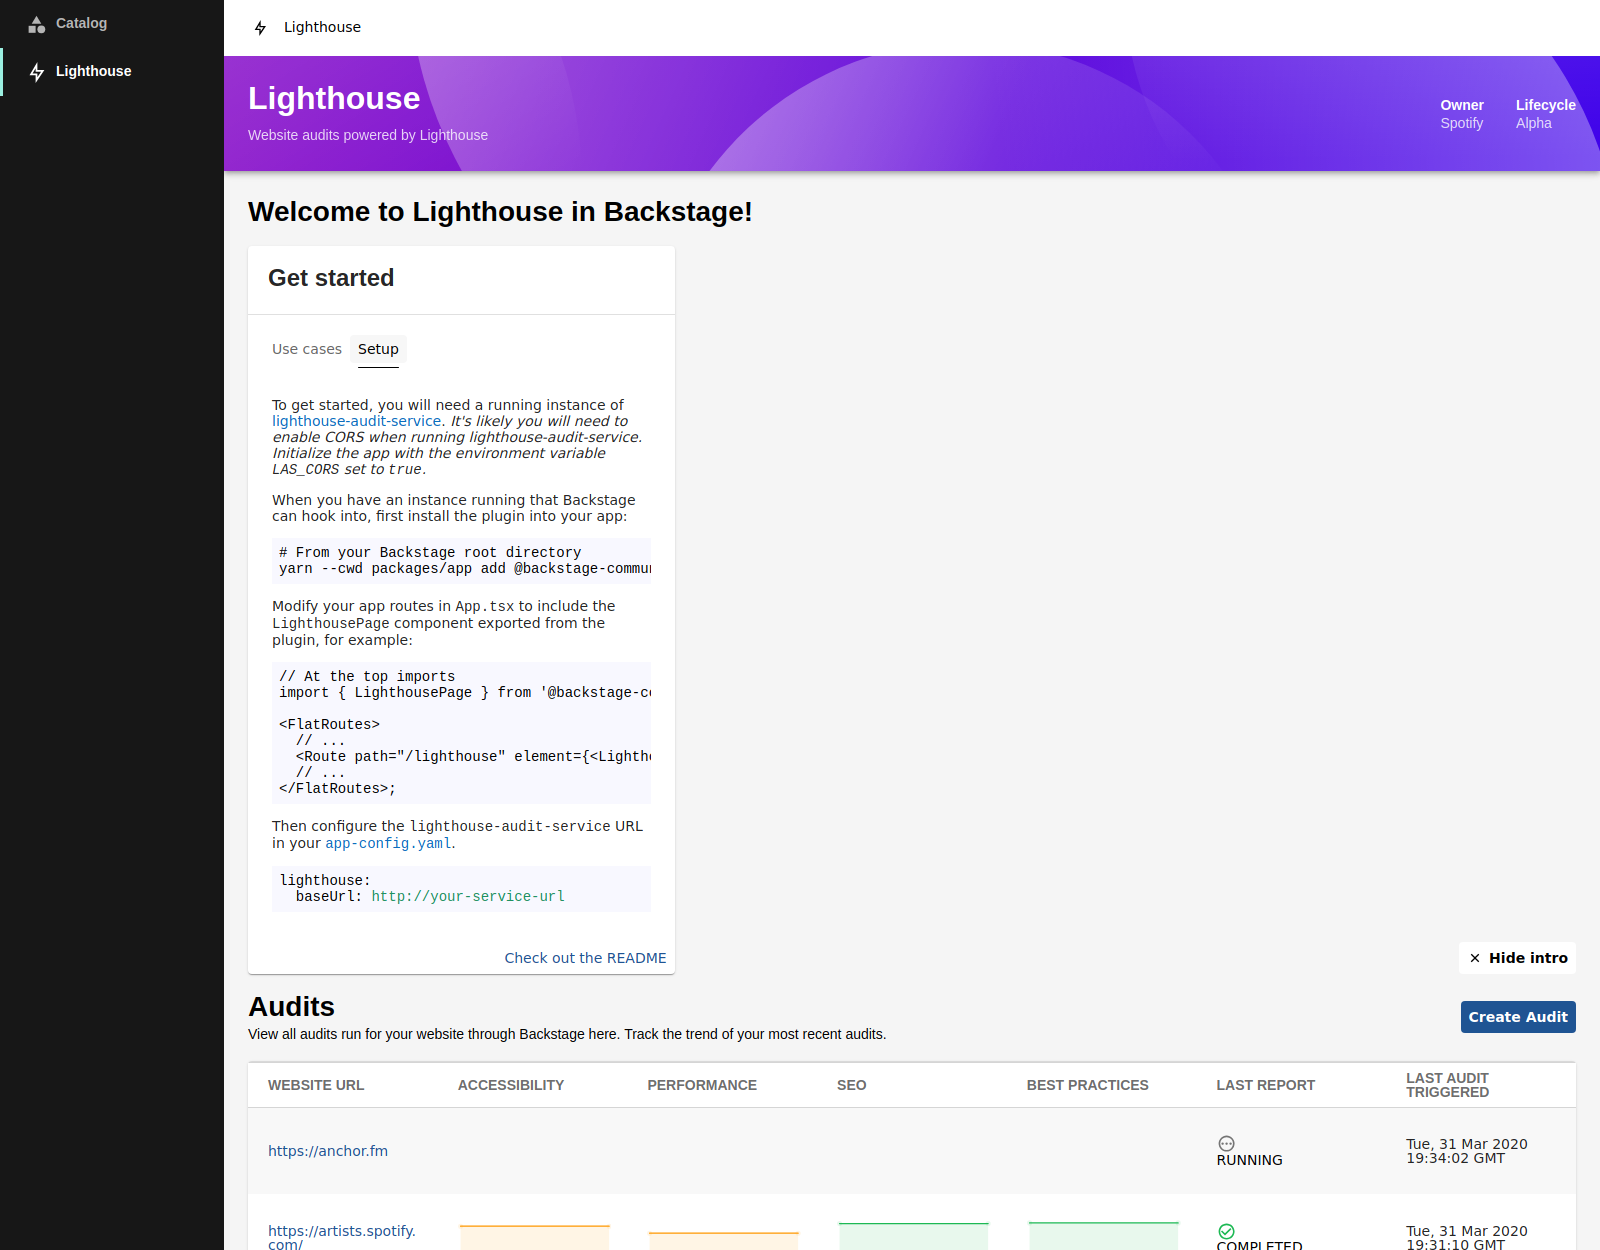 Catalog
Lighthouse
Lighthouse
Lighthouse
Website audits powered by Lighthouse
Owner
Spotify
Lifecycle
Alpha
Welcome to Lighthouse in Backstage!
Get started
Use cases
Setup
To get started, you will need a running instance of
lighthouse-audit-service. It's likely you will need to
enable CORS when running lighthouse-audit-service.
Initialize the app with the environment variable
LAS_CORS set to true.
When you have an instance running that Backstage
can hook into, first install the plugin into your app:
# From your Backstage root directory
yarn --cwd packages/app add @backstage-commun
Modify your app routes in App.tsx to include the
LighthousePage component exported from the
plugin, for example:
// At the top imports
import { LighthousePage } from '@backstage-co
<FlatRoutes>
// ...
<Route path="/lighthouse" element={<Lightho
// ...
</FlatRoutes>;
Then configure the lighthouse-audit-service URL
in your app-config.yaml.
lighthouse:
baseUrl: http://your-service-url
Check out the README
Hide intro
Audits
View all audits run for your website through Backstage here. Track the trend of your most recent audits.
Create Audit
WEBSITE URL
ACCESSIBILITY
PERFORMANCE
SEO
BEST PRACTICES
LAST REPORT
LAST AUDIT
TRIGGERED
https://anchor.fm
RUNNING
Tue, 31 Mar 2020
19:34:02 GMT
https://artists.spotify.
com/
COMPLETED
Tue, 31 Mar 2020
19:31:10 GMT